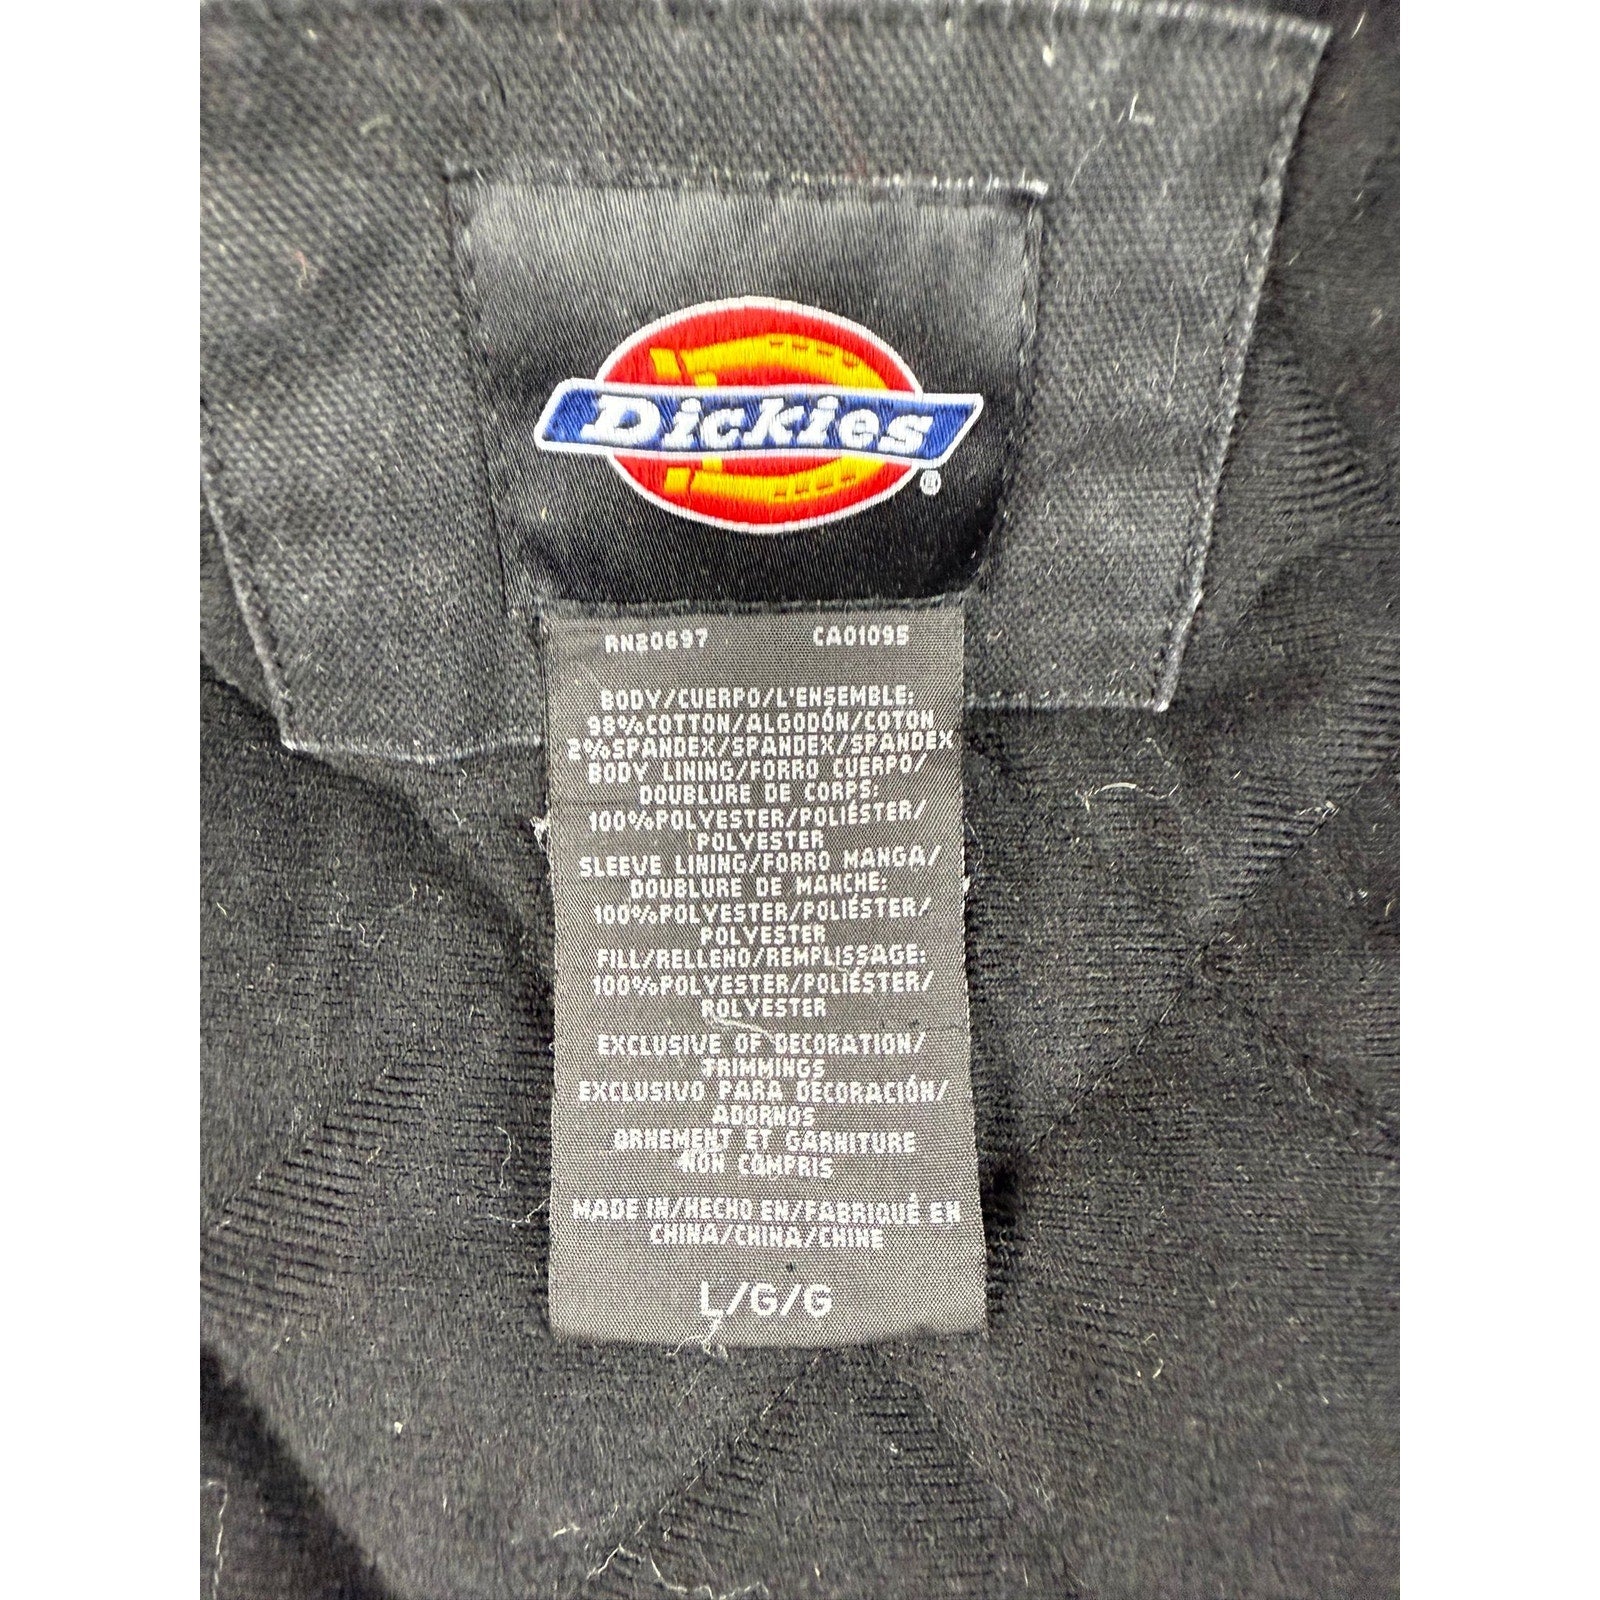 Dickies
®
RN20697 CA01095
BODY/CUERPO/L'ENSEMBLE:
98%COTTON/ALGODÓN/COTON
2%SPANDEX/SPANDEX/SPANDEX
BODY LINING/FORRO CUERPO/
DOUBLURE DE CORPS:
100%POLYESTER/POLIÉSTER/
POLYESTER
SLEEVE LINING/FORRO MANGA/
DOUBLURE DE MANCHE:
100%POLYESTER/POLIÉSTER/
POLYESTER
FILL/RELLENO/REMPLISSAGE:
100%POLYESTER/POLIÉSTER/
POLYESTER
EXCLUSIVE OF DECORATION/
TRIMMINGS
EXCLUSIVO PARA DECORACIÓN/
ADORNOS
ORNEMENT ET GARNITURE
NON COMPRIS
MADE IN/HECHO EN/FABRIQUÉ EN
CHINA/CHINA/CHINE
L/G/G